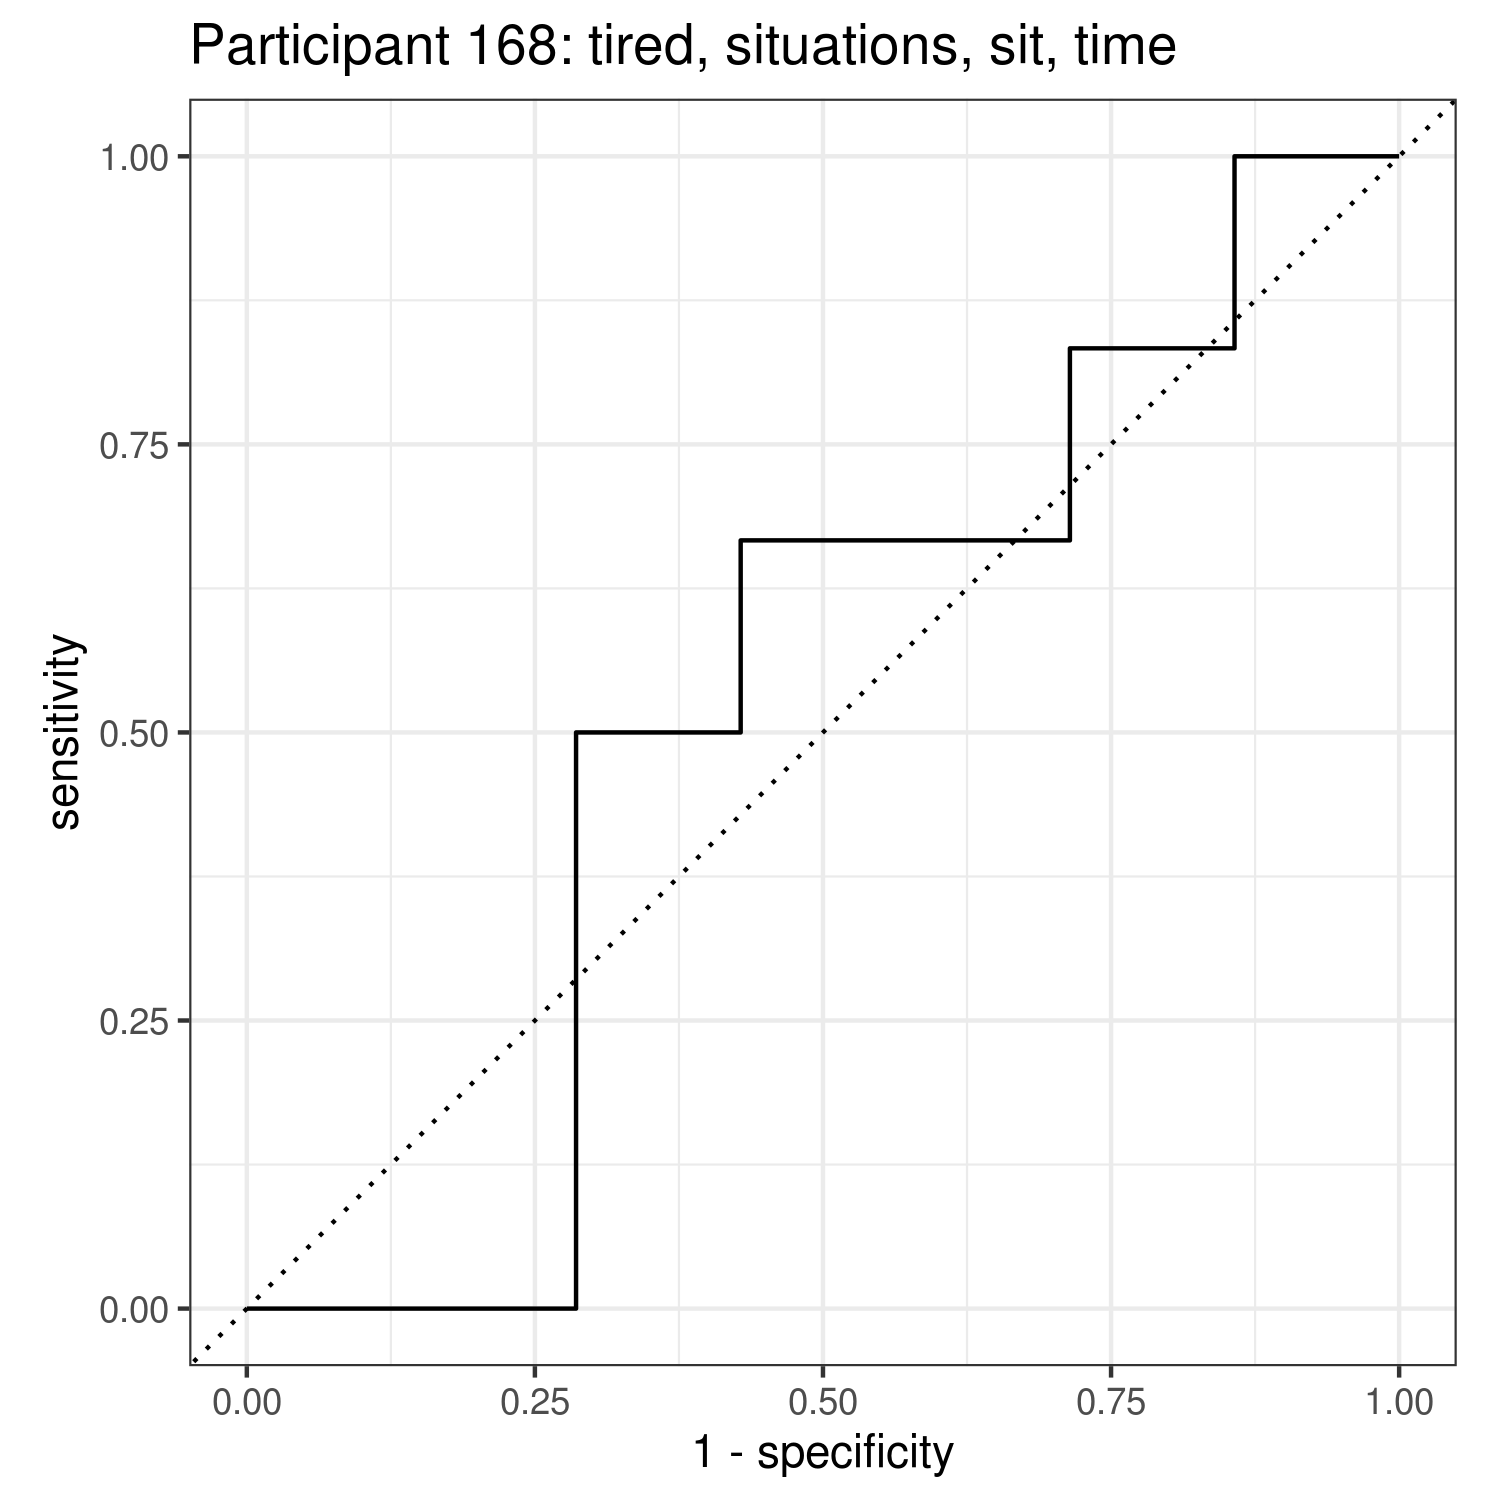 Participant 168: tired, situations, sit, time
1.00
0.75
0.50
0.25
0.00
sensitivity
0.00 0.25 0.50 0.75 1.00
1 - specificity